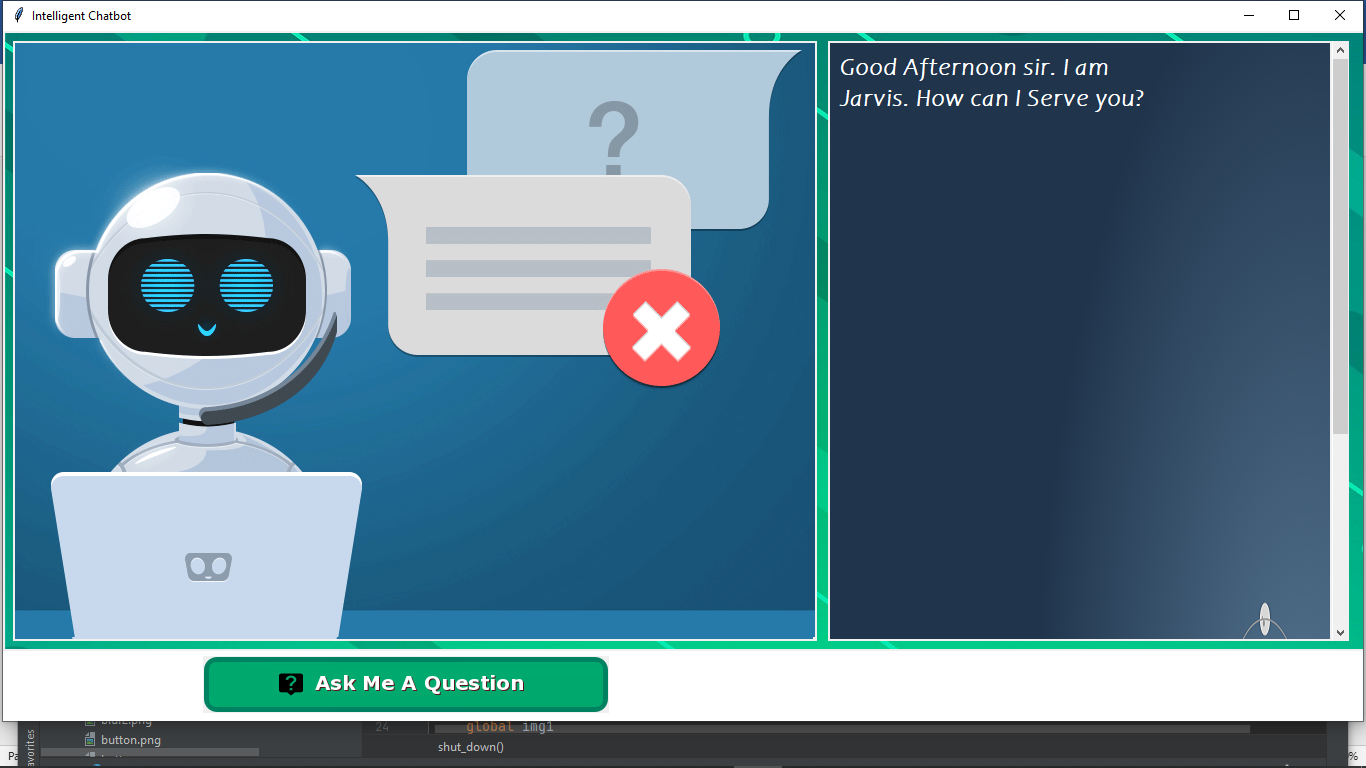 Intelligent Chatbot
?
Good Afternoon sir. I am
Jarvis. How can I Serve you?
? Ask Me A Question
24 global img1
button.png
shut_down()
avorites
%